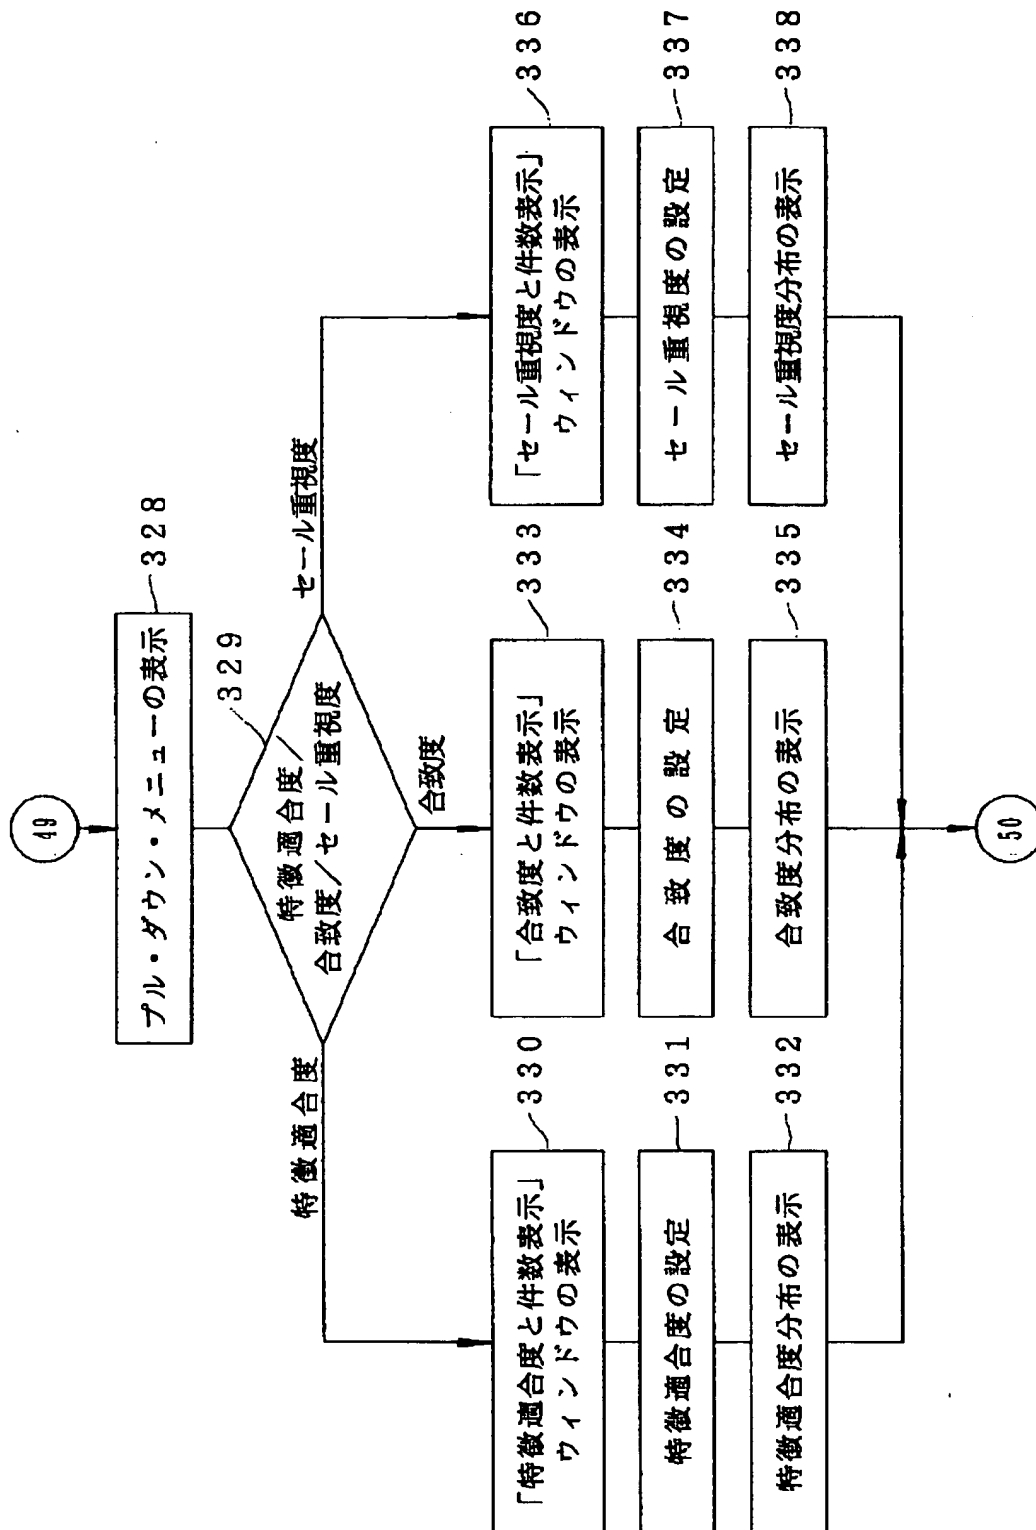 49
プル・ダウン・メニューの表示
328
特徴適合度／
合致度／セール重視度
329
特徴適合度
合致度
セール重視度
「特徴適合度と件数表示」
ウィンドウの表示
330
特徴適合度の設定
331
特徴適合度分布の表示
332
「合致度と件数表示」
ウィンドウの表示
333
合致度の設定
334
合致度分布の表示
335
「セール重視度と件数表示」
ウィンドウの表示
336
セール重視度の設定
337
セール重視度分布の表示
338
50